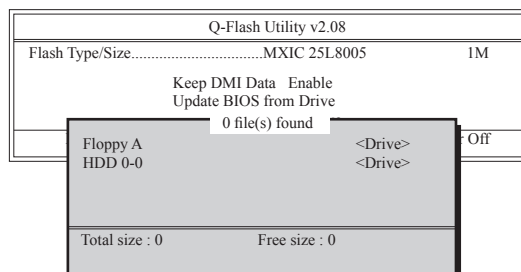 Q-Flash Utility v2.08
Flash Type/Size.................................MXIC 25L8005 1M
Keep DMI Data Enable
Update BIOS from Drive
0 file(s) found
Off
Floppy A <Drive>
HDD 0-0 <Drive>
Total size : 0 Free size : 0